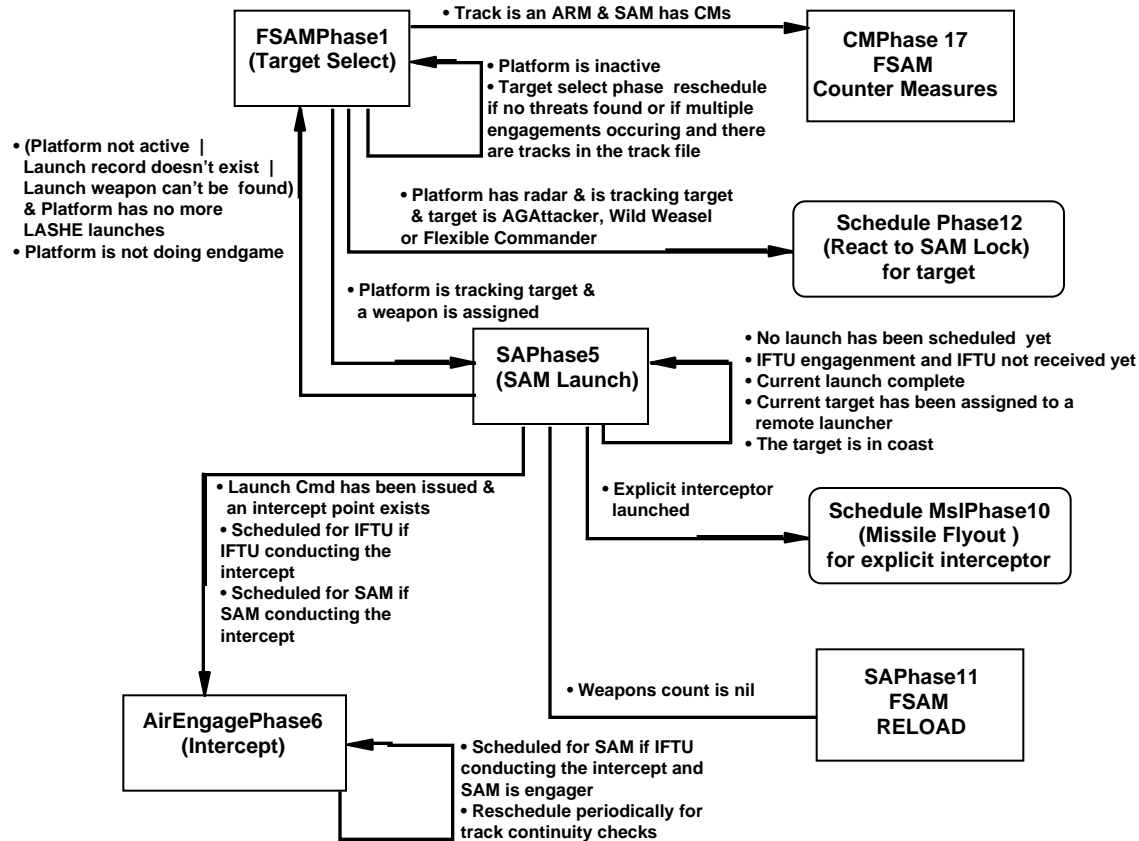 • Track is an ARM & SAM has CMs
FSAMPhase1
(Target Select)
CMPhase 17
FSAM
Counter Measures
• Platform is inactive
• Target select phase reschedule
if no threats found or if multiple
engagements occuring and there
are tracks in the track file
• (Platform not active |
Launch record doesn't exist |
Launch weapon can't be found)
& Platform has no more
LASHE launches
• Platform is not doing endgame
• Platform has radar & is tracking target
& target is AGAttacker, Wild Weasel
or Flexible Commander
Schedule Phase12
(React to SAM Lock)
for target
• Platform is tracking target &
a weapon is assigned
SAPhase5
(SAM Launch)
• No launch has been scheduled yet
• IFTU engagenment and IFTU not received yet
• Current launch complete
• Current target has been assigned to a
remote launcher
• The target is in coast
• Launch Cmd has been issued &
an intercept point exists
• Scheduled for IFTU if
IFTU conducting the
intercept
• Scheduled for SAM if
SAM conducting the
intercept
• Explicit interceptor
launched
Schedule MslPhase10
(Missile Flyout )
for explicit interceptor
• Weapons count is nil
SAPhase11
FSAM
RELOAD
AirEngagePhase6
(Intercept)
• Scheduled for SAM if IFTU
conducting the intercept and
SAM is engager
• Reschedule periodically for
track continuity checks